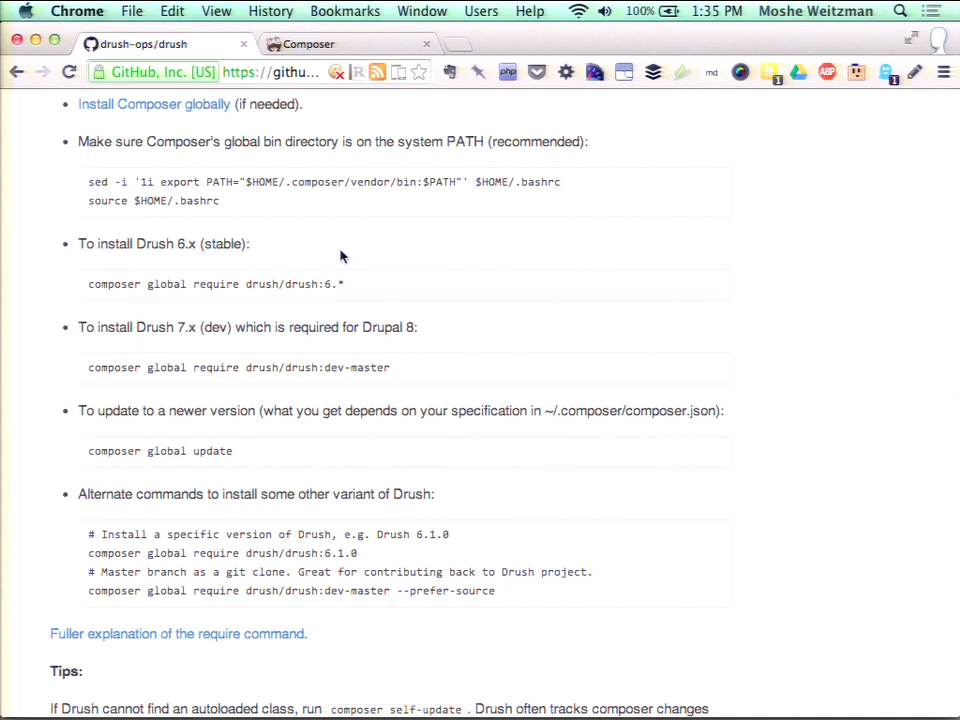 Chrome File Edit View History Bookmarks Window Users Help 100% 1:35 PM Moshe Weitzman
drush-ops/drush Composer
GitHub, Inc. [US] https://githu... php md 1 ABP 1
Install Composer globally (if needed).
Make sure Composer's global bin directory is on the system PATH (recommended):
sed -i '1i export PATH="$HOME/.composer/vendor/bin:$PATH"' $HOME/.bashrc
source $HOME/.bashrc
To install Drush 6.x (stable):
composer global require drush/drush:6.*
To install Drush 7.x (dev) which is required for Drupal 8:
composer global require drush/drush:dev-master
To update to a newer version (what you get depends on your specification in ~/.composer/composer.json):
composer global update
Alternate commands to install some other variant of Drush:
# Install a specific version of Drush, e.g. Drush 6.1.0
composer global require drush/drush:6.1.0
# Master branch as a git clone. Great for contributing back to Drush project.
composer global require drush/drush:dev-master --prefer-source
Fuller explanation of the require command.
Tips:
If Drush cannot find an autoloaded class, run composer self-update . Drush often tracks composer changes